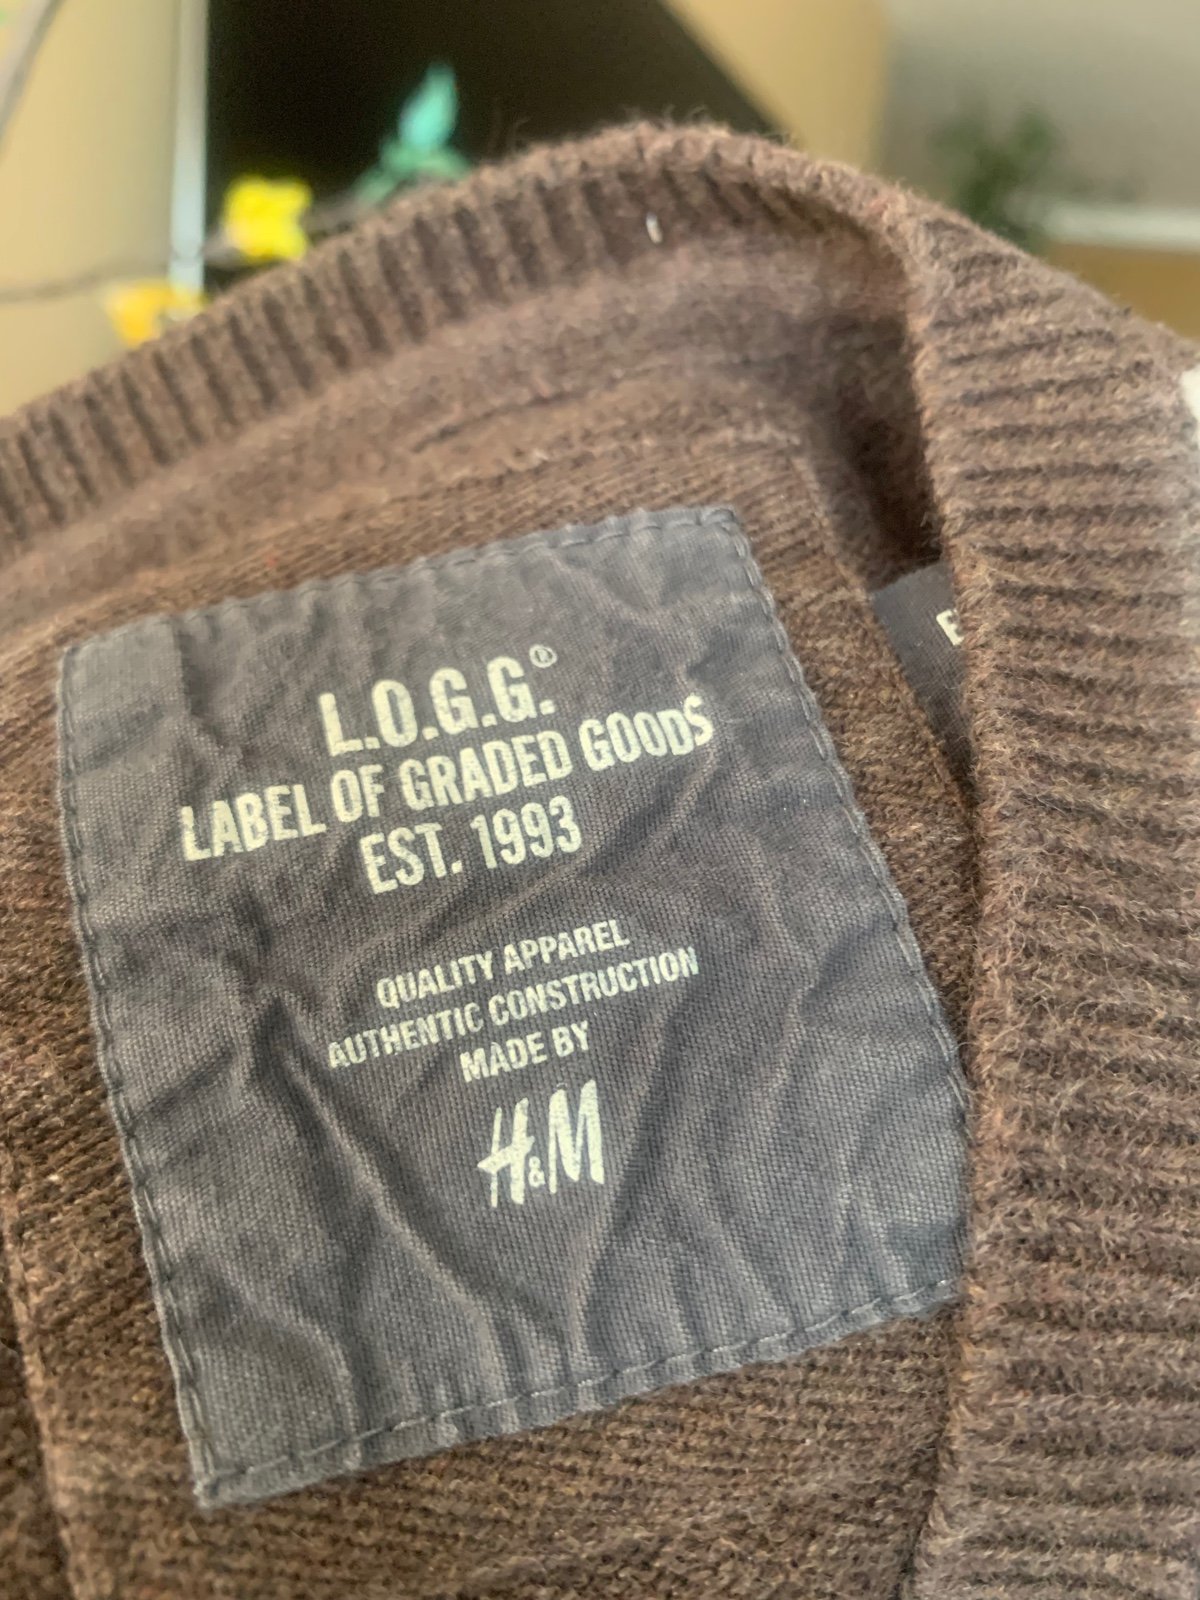 L.O.G.G.®
LABEL OF GRADED GOODS
EST. 1993
QUALITY APPAREL
AUTHENTIC CONSTRUCTION
MADE BY
H&M